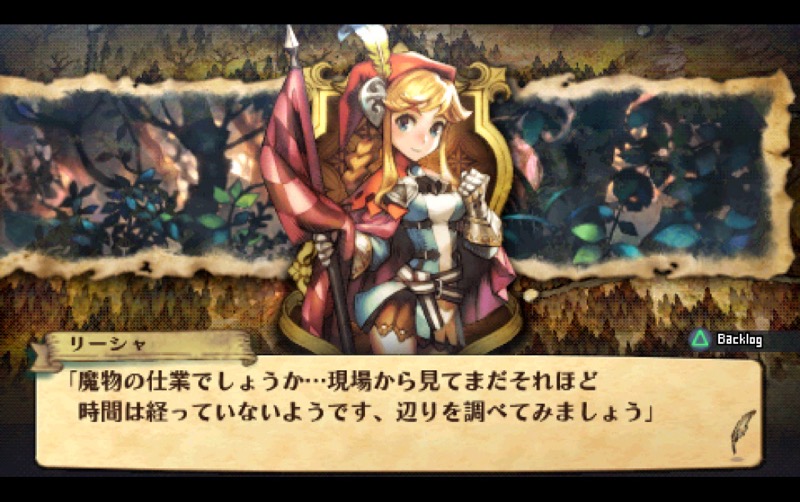 リーシャ
Backlog
「魔物の仕業でしょうか…現場から見てまだそれほど
時間は経っていないようです、辺りを調べてみましょう」